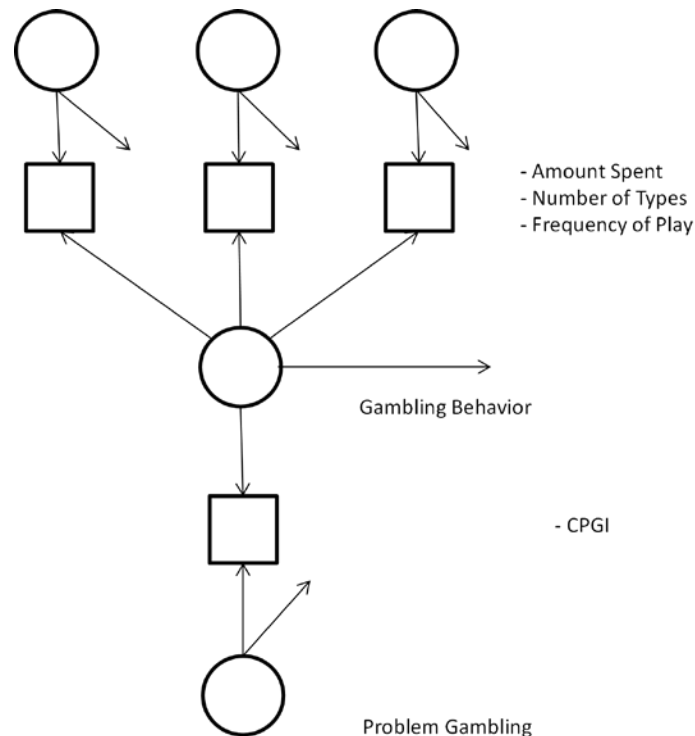 - Amount Spent
- Number of Types
- Frequency of Play
Gambling Behavior
- CPGI
Problem Gambling